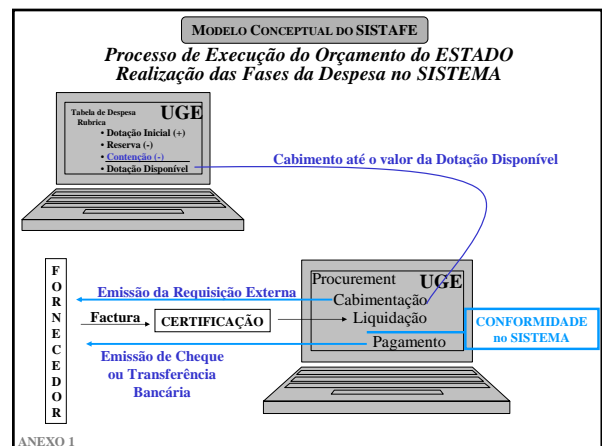 MODELO CONCEPTUAL DO SISTAFE
Processo de Execução do Orçamento do ESTADO
Realização das Fases da Despesa no SISTEMA
Tabela de Despesa
UGE
Rubrica
• Dotação Inicial (+)
• Reserva (-)
• Contenção (-)
• Dotação Disponível
Cabimento até o valor da Dotação Disponível
FORNECEDOR
Emissão da Requisição Externa
Factura
CERTIFICAÇÃO
Emissão de Cheque
ou Transferência
Bancária
Procurement
UGE
Cabimentação
Liquidação
Pagamento
CONFORMIDADE
no SISTEMA
ANEXO 1